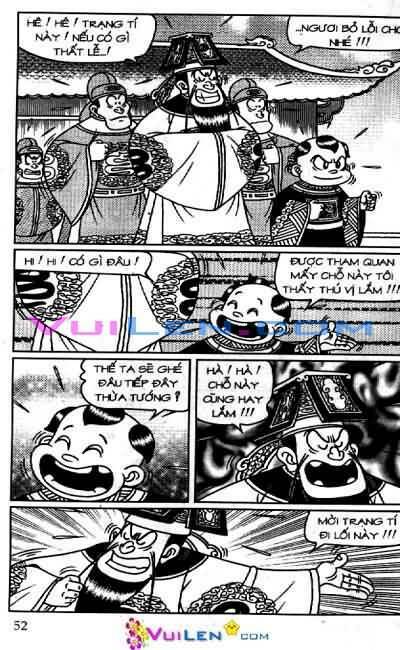 HÊ! HÊ! TRẠNG TÍ
NÀY! NẾU CÓ GÌ
THẤT LỄ...!
...NGƯƠI BỎ LỖI CHO
NHÉ!!!
HI! HI! CÓ GÌ ĐÂU!
ĐƯỢC THAM QUAN
MẤY CHỖ NÀY TÔI
THẤY THÚ VỊ LẮM!!!
VUILEN.COM
THẾ TA SẼ GHÉ
ĐÂU TIẾP ĐÂY
THỪA TƯỚNG?
HÀ! HÀ!
CHỖ NÀY
CŨNG HAY
LẮM!!!
MỜI TRẠNG TÍ
ĐI LỐI NÀY!!!
52
VUILEN.COM